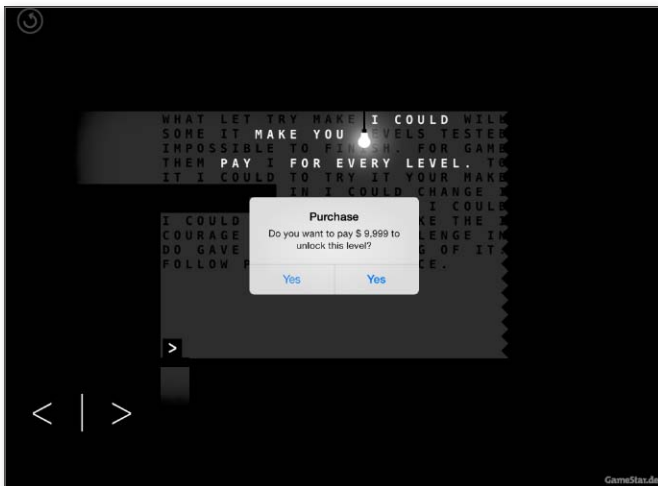 WHAT LET TRY MAKE I COULD WILL
SOME IT MAKE YOU LEVELS TESTED
IMPOSSIBLE TO FINISH. FOR GAME
THEM PAY I FOR EVERY LEVEL. TO
IT I COULD TO TRY IT YOUR MAKE
IN I COULD CHANGE I
I COULD
I COULD KE THE I
COURAGE LENGE IN
DO GAVE G OF IT.
FOLLOW P CE.
Purchase
Do you want to pay $ 9,999 to
unlock this level?
Yes Yes
>
< | >
GameStar.de